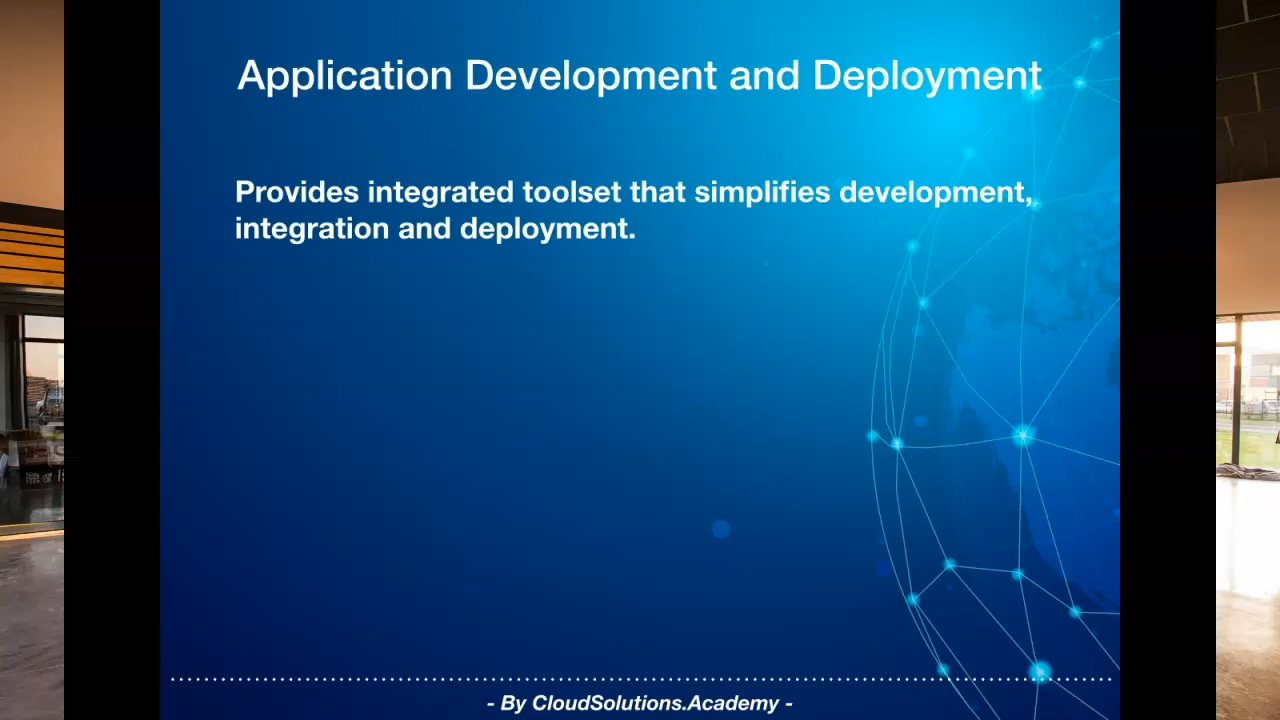 Application Development and Deployment
Provides integrated toolset that simplifies development,
integration and deployment.
- By CloudSolutions.Academy -